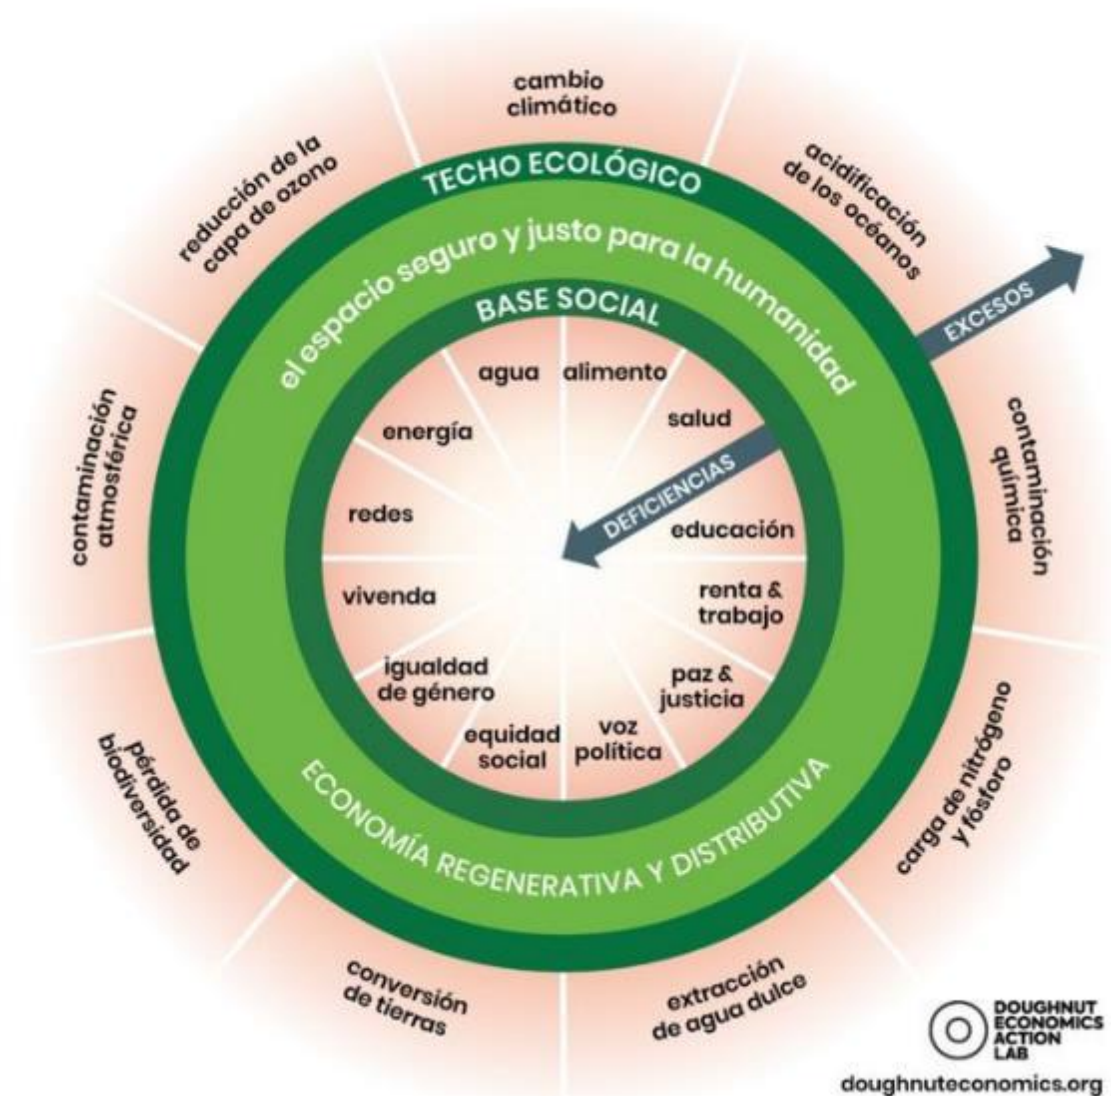 cambio
climático
acidificación
de los océanos
EXCESOS
contaminación
química
carga de nitrógeno
y fósforo
extracción
de agua dulce
conversión
de tierras
pérdida de
biodiversidad
contaminación
atmosférica
reducción de la
capa de ozono
TECHO ECOLÓGICO
el espacio seguro y justo para la humanidad
BASE SOCIAL
agua
alimento
salud
DEFICIENCIAS
educación
renta &
trabajo
paz &
justicia
voz
política
equidad
social
igualdad
de género
vivenda
redes
energía
ECONOMÍA REGENERATIVA Y DISTRIBUTIVA
DOUGHNUT
ECONOMICS
ACTION
LAB
doughnuteconomics.org